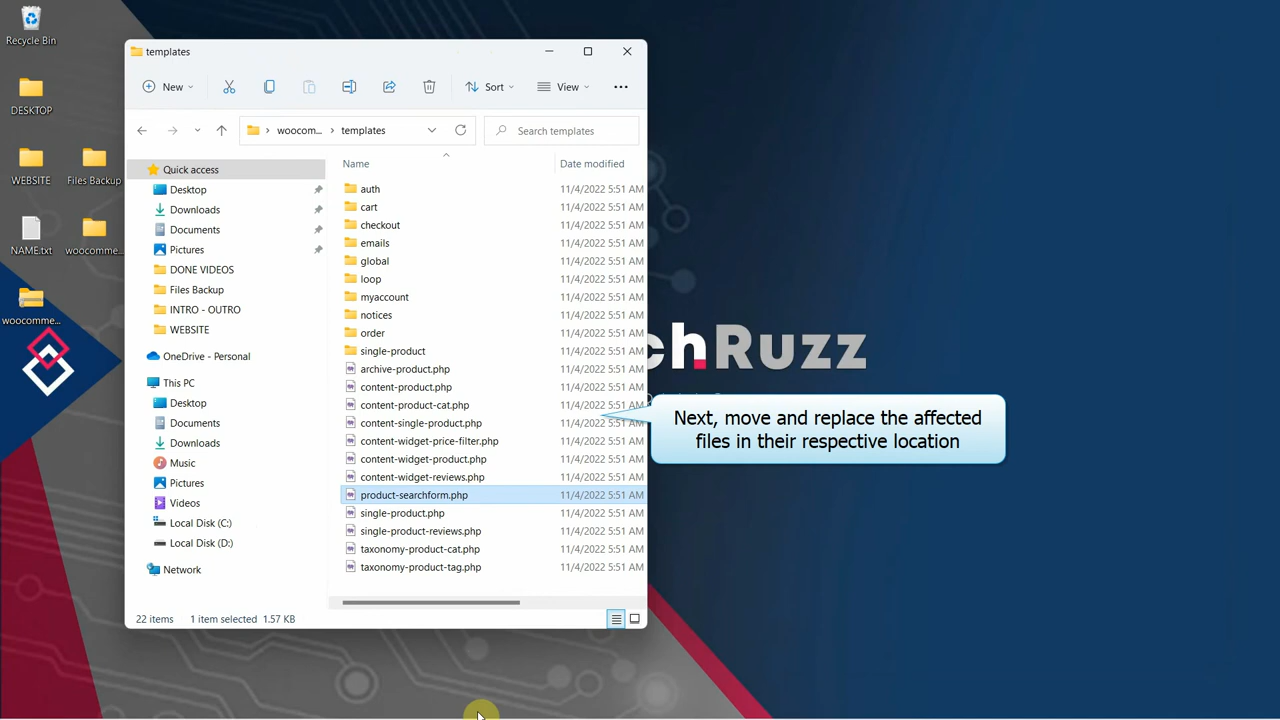 Recycle Bin
DESKTOP
WEBSITE
Files Backup
NAME.txt
woocomme...
woocomme...
templates
New
Sort
View
woocom...
templates
Search templates
Quick access
Desktop
Downloads
Documents
Pictures
DONE VIDEOS
Files Backup
INTRO - OUTRO
WEBSITE
OneDrive - Personal
This PC
Desktop
Documents
Downloads
Music
Pictures
Videos
Local Disk (C:)
Local Disk (D:)
Network
Name Date modified
auth 11/4/2022 5:51 AM
cart 11/4/2022 5:51 AM
checkout 11/4/2022 5:51 AM
emails 11/4/2022 5:51 AM
global 11/4/2022 5:51 AM
loop 11/4/2022 5:51 AM
myaccount 11/4/2022 5:51 AM
notices 11/4/2022 5:51 AM
order 11/4/2022 5:51 AM
single-product 11/4/2022 5:51 AM
archive-product.php 11/4/2022 5:51 AM
content-product.php 11/4/2022 5:51 AM
content-product-cat.php 11/4/2022 5:51 AM
content-single-product.php 11/4/2022 5:51 AM
content-widget-price-filter.php 11/4/2022 5:51 AM
content-widget-product.php 11/4/2022 5:51 AM
content-widget-reviews.php 11/4/2022 5:51 AM
product-searchform.php 11/4/2022 5:51 AM
single-product.php 11/4/2022 5:51 AM
single-product-reviews.php 11/4/2022 5:51 AM
taxonomy-product-cat.php 11/4/2022 5:51 AM
taxonomy-product-tag.php 11/4/2022 5:51 AM
22 items 1 item selected 1.57 KB
chRuzz
Next, move and replace the affected
files in their respective location